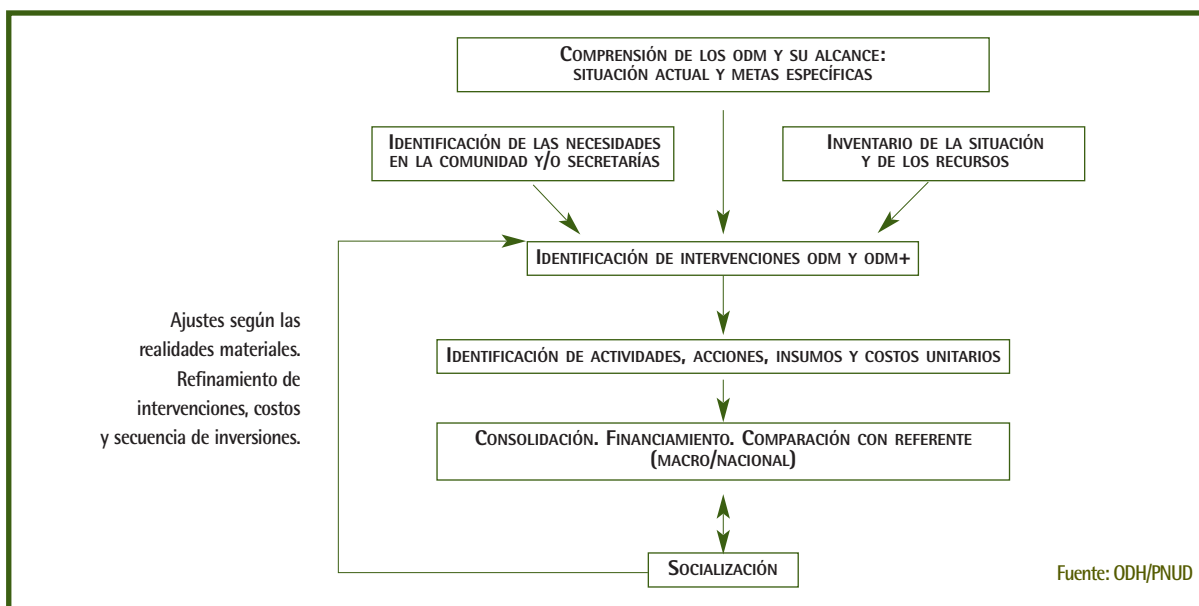 COMPRENSIÓN DE LOS ODM Y SU ALCANCE:
SITUACIÓN ACTUAL Y METAS ESPECÍFICAS
IDENTIFICACIÓN DE LAS NECESIDADES
EN LA COMUNIDAD Y/O SECRETARÍAS
INVENTARIO DE LA SITUACIÓN
Y DE LOS RECURSOS
IDENTIFICACIÓN DE INTERVENCIONES ODM Y ODM+
Ajustes según las
realidades materiales.
Refinamiento de
intervenciones, costos
y secuencia de inversiones.
IDENTIFICACIÓN DE ACTIVIDADES, ACCIONES, INSUMOS Y COSTOS UNITARIOS
CONSOLIDACIÓN. FINANCIAMIENTO. COMPARACIÓN CON REFERENTE
(MACRO/NACIONAL)
SOCIALIZACIÓN
Fuente: ODH/PNUD